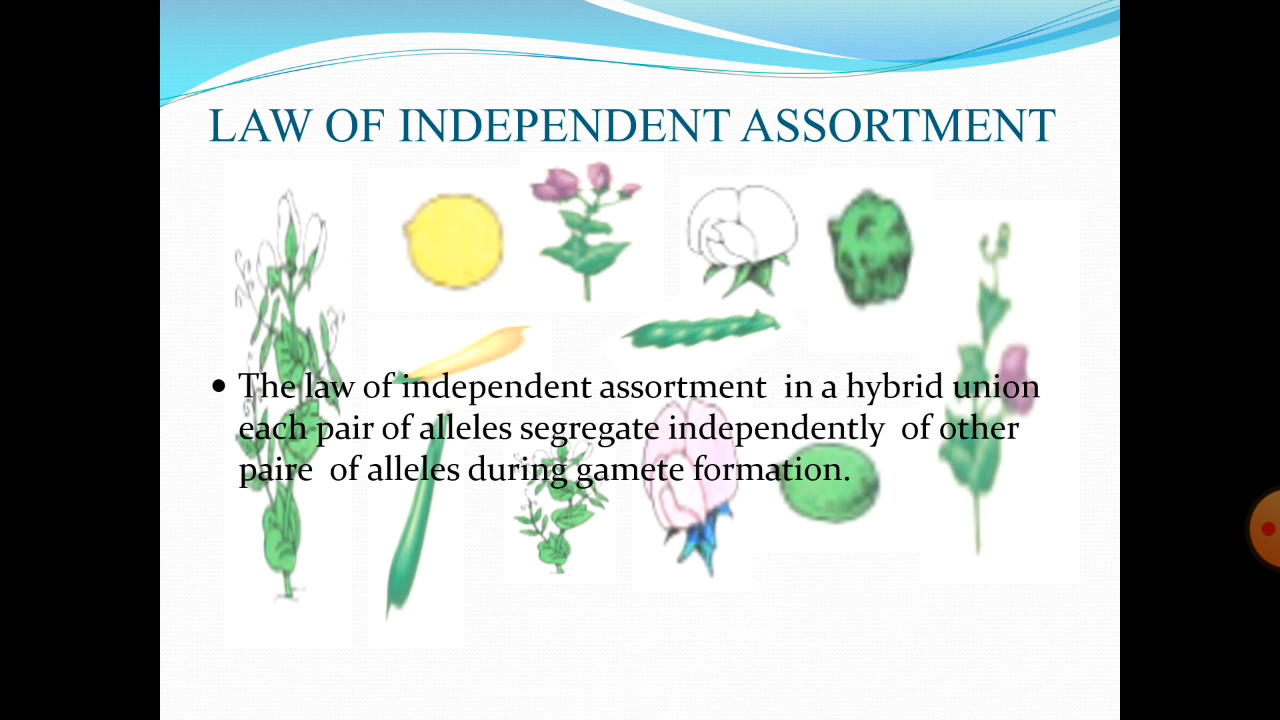 LAW OF INDEPENDENT ASSORTMENT
• The law of independent assortment  in a hybrid union
each pair of alleles segregate independently  of other
paire  of alleles during gamete formation.